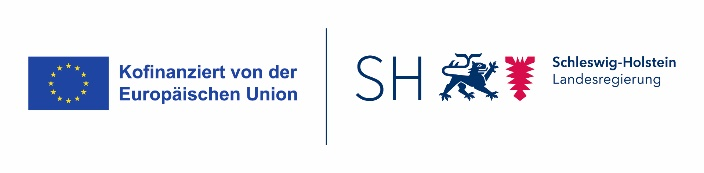 Kofinanziert von der
Europäischen Union
SH
Schleswig-Holstein
Landesregierung